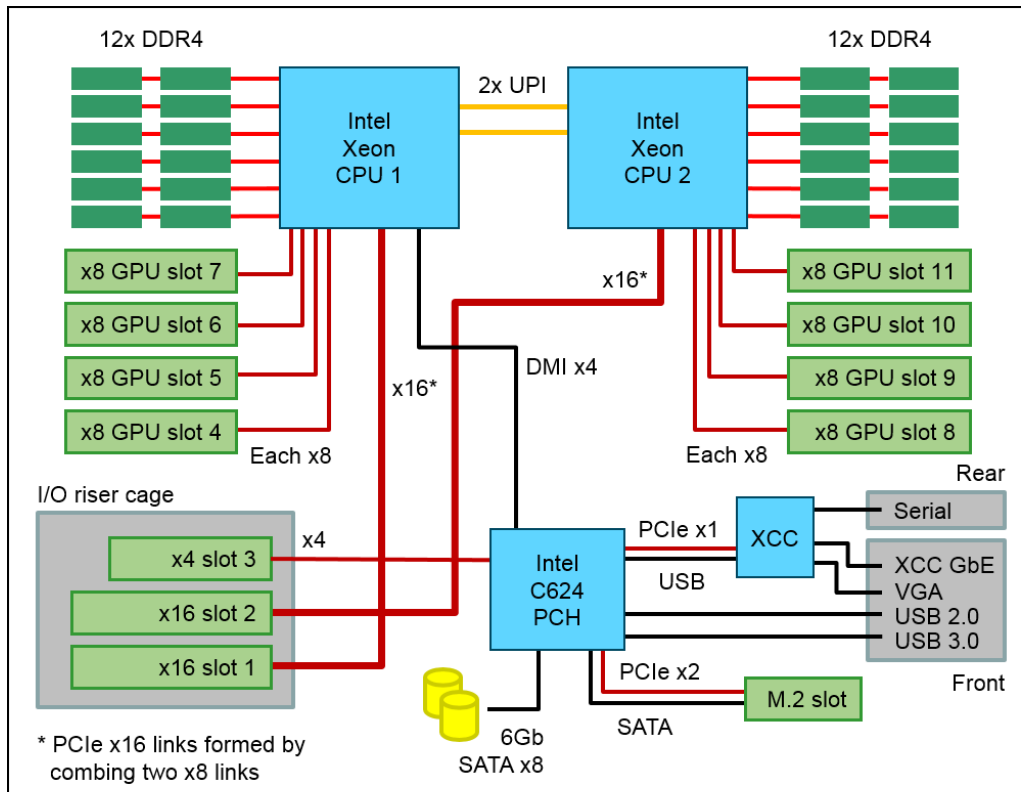 12x DDR4
12x DDR4
2x UPI
Intel
Xeon
CPU 1
Intel
Xeon
CPU 2
x8 GPU slot 7
x8 GPU slot 6
x8 GPU slot 5
x8 GPU slot 4
Each x8
x16*
x16*
DMI x4
x8 GPU slot 11
x8 GPU slot 10
x8 GPU slot 9
x8 GPU slot 8
Each x8
I/O riser cage
x4
x4 slot 3
x16 slot 2
x16 slot 1
Intel
C624
PCH
PCIe x1
USB
XCC
Rear
Serial
XCC GbE
VGA
USB 2.0
USB 3.0
Front
PCIe x2
SATA
M.2 slot
6Gb
SATA x8
* PCIe x16 links formed by
combing two x8 links